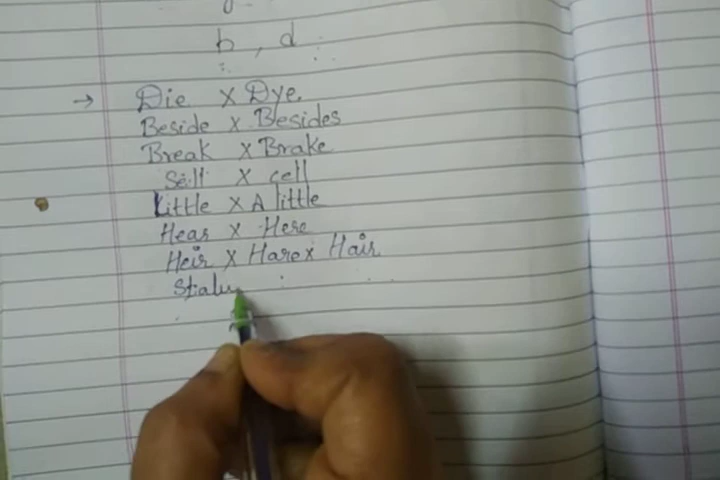 b, d
→ Die X Dye.
Beside X Besides
Break X Brake
Sell X cell
Little X A little
Hear X Here
Heir X Hare X Hair